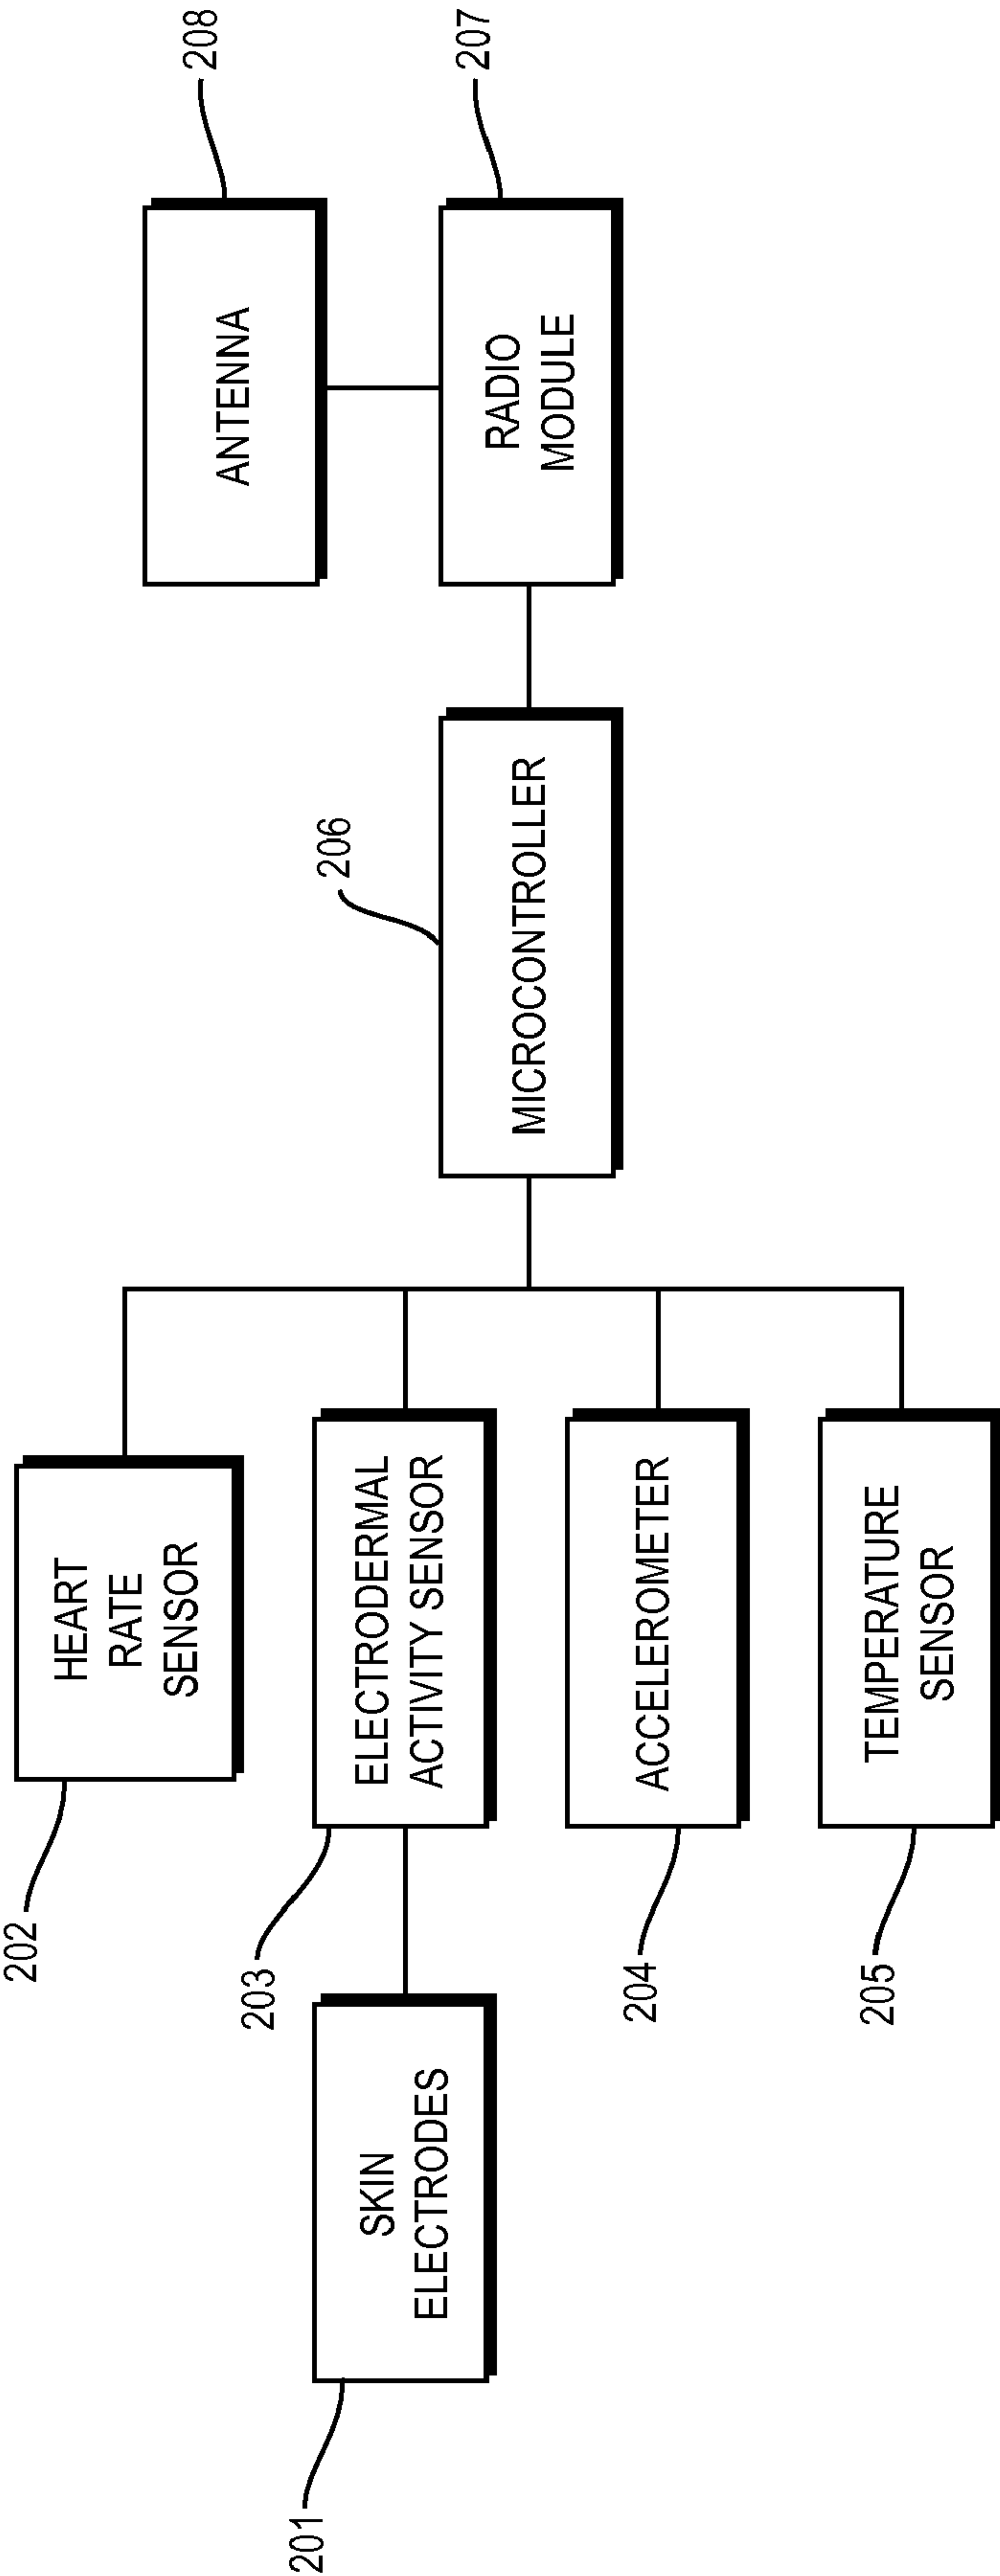 202
HEART
RATE
SENSOR
201
SKIN
ELECTRODES
203
ELECTRODERMAL
ACTIVITY SENSOR
204
ACCELEROMETER
205
TEMPERATURE
SENSOR
206
MICROCONTROLLER
208
ANTENNA
207
RADIO
MODULE